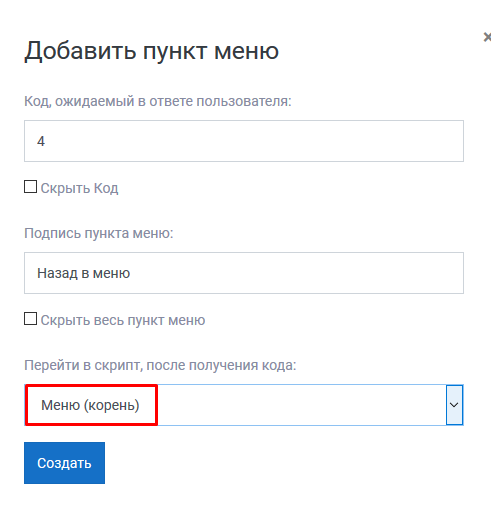 Добавить пункт меню
Код, ожидаемый в ответе пользователя:
4
Скрыть Код
Подпись пункта меню:
Назад в меню
Скрыть весь пункт меню
Перейти в скрипт, после получения кода:
Меню (корень)
Создать